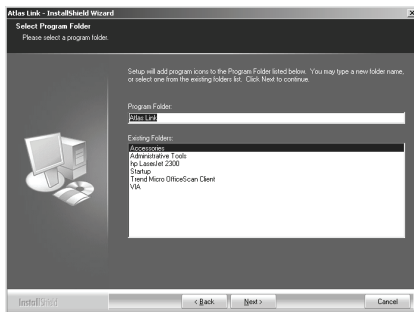 Atlas Link - InstallShield Wizard
Select Program Folder
Please select a program folder.
Setup will add program icons to the Program Folder listed below. You may type a new folder name,
or select one from the existing folders list. Click Next to continue.
Program Folder:
Atlas Link
Existing Folders:
Accessories
Administrative Tools
hp LaserJet 2300
Startup
Trend Micro OfficeScan Client
VIA
InstallShield
< Back
Next >
Cancel